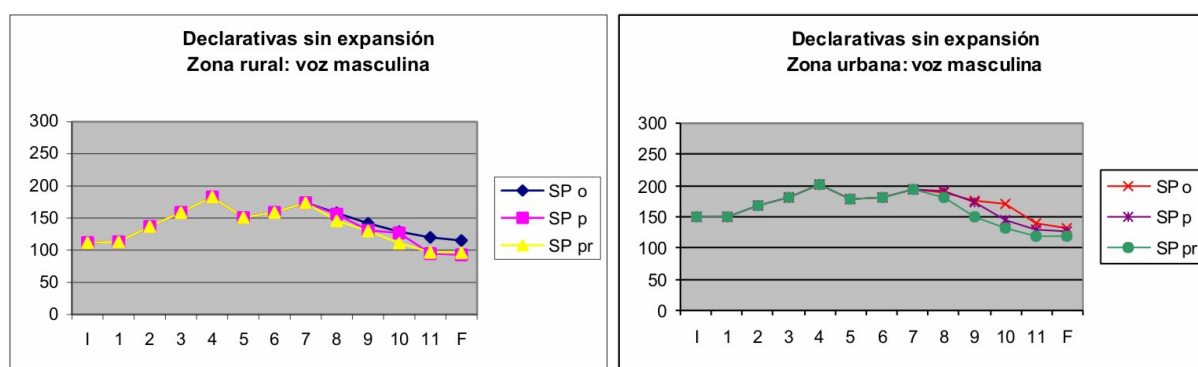 Declarativas sin expansión
Zona rural: voz masculina
300
250
200
150
100
50
0
I 1 2 3 4 5 6 7 8 9 10 11 F
SP o
SP p
SP pr
Declarativas sin expansión
Zona urbana: voz masculina
300
250
200
150
100
50
0
I 1 2 3 4 5 6 7 8 9 10 11 F
SP o
SP p
SP pr